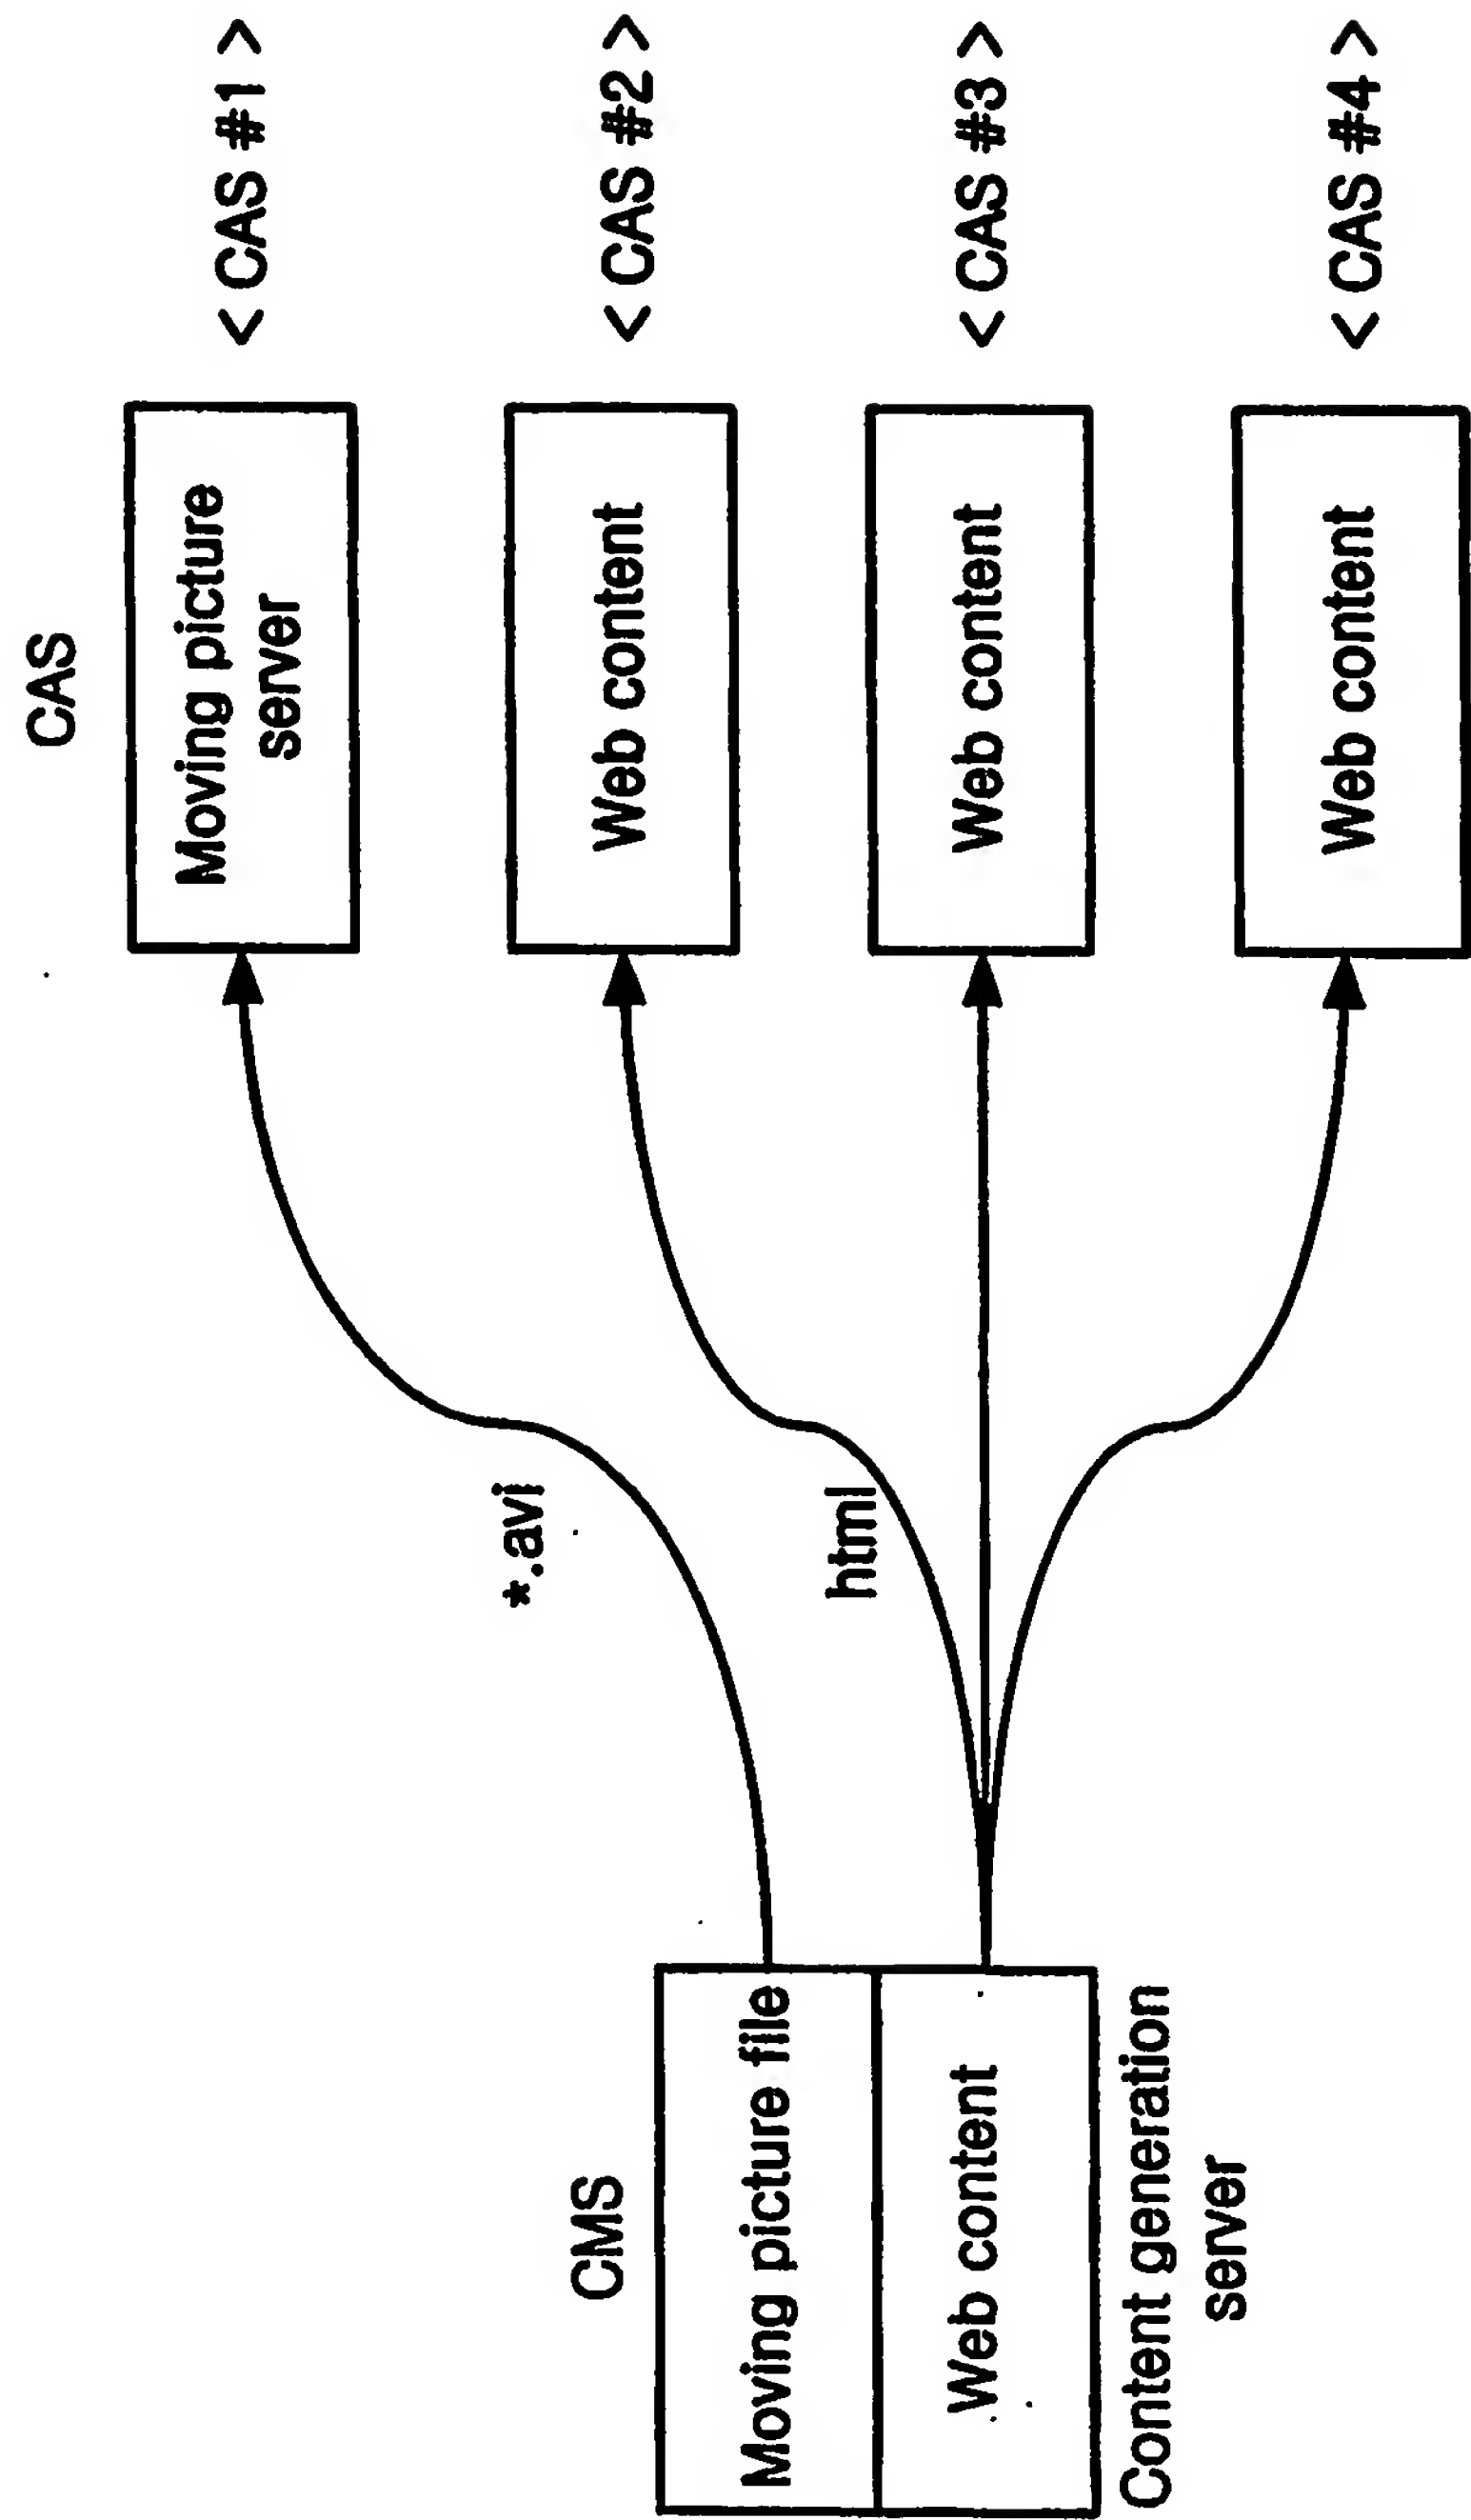 CAS
Moving picture
server
< CAS #1 >
Web content
< CAS #2 >
Web content
< CAS #3 >
Web content
< CAS #4 >
*.avi
html
CMS
Moving picture file
Web content
Content generation
server